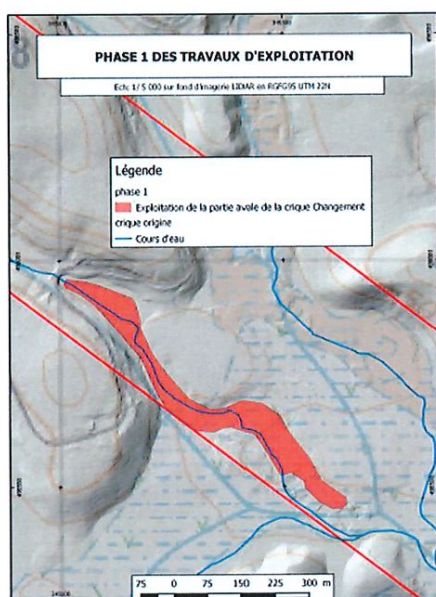 PHASE 1 DES TRAVAUX D'EXPLOITATION
Ech: 1/ 5 000 sur fond d'imagerie LIDAR en RGFG95 UTM 22N
Légende
phase 1
Exploitation de la partie avale de la crique Changement
crique origine
Cours d'eau
75 0 75 150 225 300 m